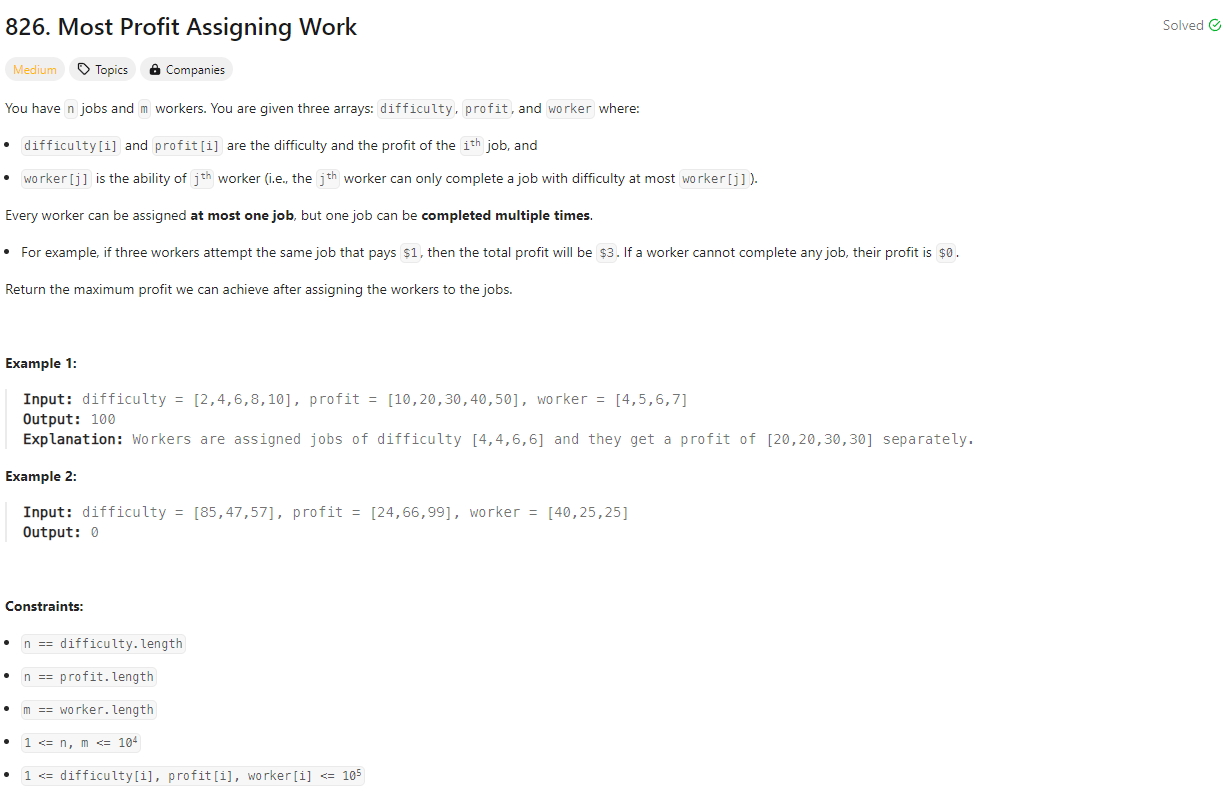 826. Most Profit Assigning Work
Solved
Medium Topics Companies
You have n jobs and m workers. You are given three arrays: difficulty, profit, and worker where:
• difficulty[i] and profit[i] are the difficulty and the profit of the iᵗʰ job, and
• worker[j] is the ability of jᵗʰ worker (i.e., the jᵗʰ worker can only complete a job with difficulty at most worker[j]).
Every worker can be assigned at most one job, but one job can be completed multiple times.
• For example, if three workers attempt the same job that pays $1, then the total profit will be $3. If a worker cannot complete any job, their profit is $0.
Return the maximum profit we can achieve after assigning the workers to the jobs.
Example 1:
Input: difficulty = [2,4,6,8,10], profit = [10,20,30,40,50], worker = [4,5,6,7]
Output: 100
Explanation: Workers are assigned jobs of difficulty [4,4,6,6] and they get a profit of [20,20,30,30] separately.
Example 2:
Input: difficulty = [85,47,57], profit = [24,66,99], worker = [40,25,25]
Output: 0
Constraints:
• n == difficulty.length
• n == profit.length
• m == worker.length
• 1 <= n, m <= 10⁴
• 1 <= difficulty[i], profit[i], worker[i] <= 10⁵